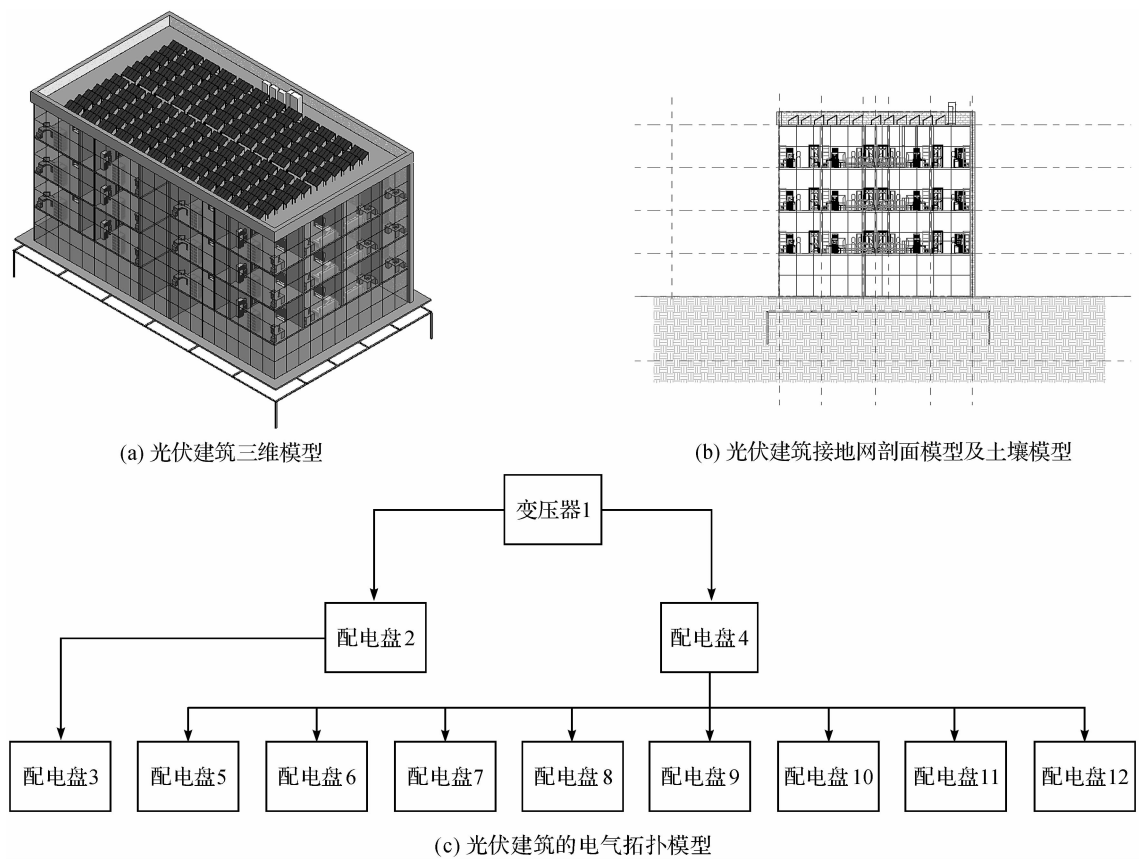 (a) 光伏建筑三维模型
(b) 光伏建筑接地网剖面模型及土壤模型
变压器1
配电盘2
配电盘4
配电盘3
配电盘5
配电盘6
配电盘7
配电盘8
配电盘9
配电盘10
配电盘11
配电盘12
(c) 光伏建筑的电气拓扑模型